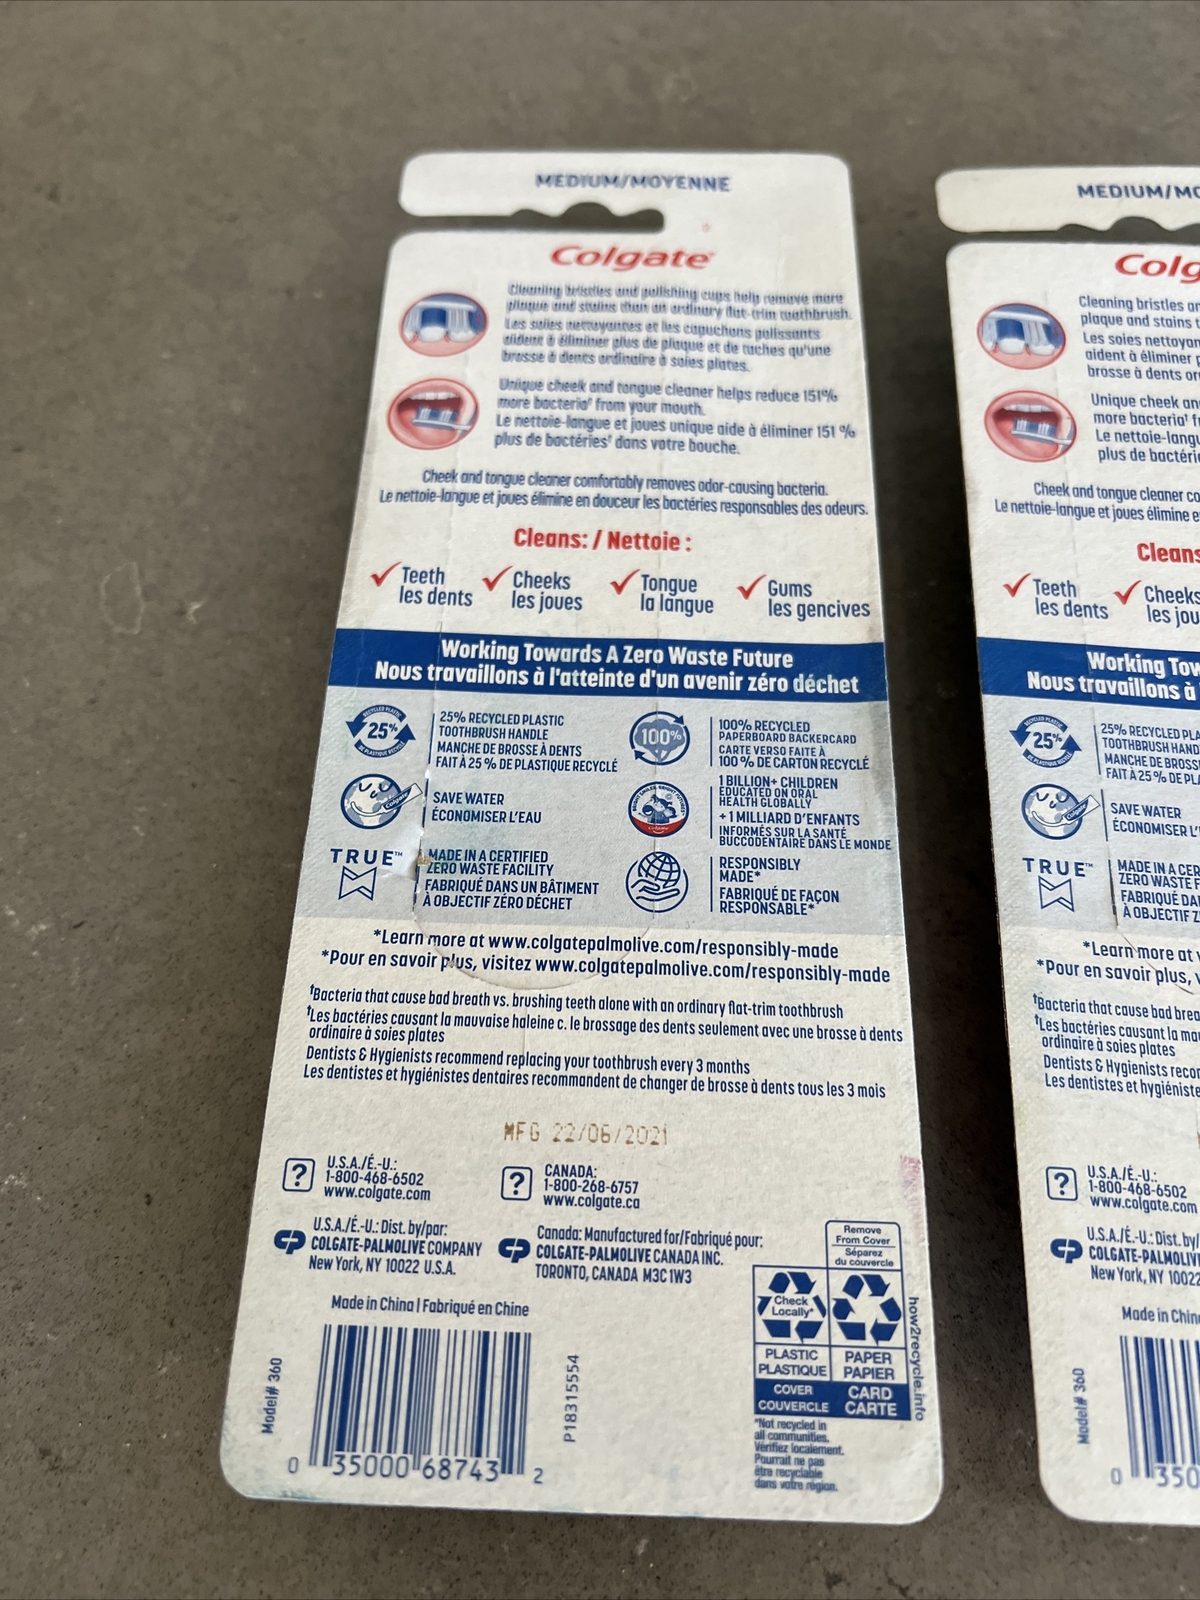 MEDIUM/MOYENNE
Colgate
Cleaning bristles and polishing cups help remove more
plaque and stains than an ordinary flat-trim toothbrush.
Les soies nettoyantes et les capuchons polissants
aident à éliminer plus de plaque et de taches qu'une
brosse à dents ordinaire à soies plates.
Unique cheek and tongue cleaner helps reduce 151%
more bacteria† from your mouth.
Le nettoie-langue et joues unique aide à éliminer 151 %
plus de bactéries† dans votre bouche.
Cheek and tongue cleaner comfortably removes odor-causing bacteria.
Le nettoie-langue et joues élimine en douceur les bactéries responsables des odeurs.
Cleans: / Nettoie :
Teeth
les dents
Cheeks
les joues
Tongue
la langue
Gums
les gencives
Working Towards A Zero Waste Future
Nous travaillons à l'atteinte d'un avenir zéro déchet
RECYCLED PLASTIC
25%
DE PLASTIQUE RECYCLÉ
25% RECYCLED PLASTIC
TOOTHBRUSH HANDLE
MANCHE DE BROSSE À DENTS
FAIT À 25 % DE PLASTIQUE RECYCLÉ
100%
100% RECYCLED
PAPERBOARD BACKERCARD
CARTE VERSO FAITE À
100 % DE CARTON RECYCLÉ
Colgate
SAVE WATER
ÉCONOMISER L'EAU
BRIGHT SMILES, BRIGHT FUTURES
Colgate
1 BILLION+ CHILDREN
EDUCATED ON ORAL
HEALTH GLOBALLY
+ 1 MILLIARD D'ENFANTS
INFORMÉS SUR LA SANTÉ
BUCCODENTAIRE DANS LE MONDE
TRUE™
MADE IN A CERTIFIED
ZERO WASTE FACILITY
FABRIQUÉ DANS UN BÂTIMENT
À OBJECTIF ZÉRO DÉCHET
RESPONSIBLY
MADE*
FABRIQUÉ DE FAÇON
RESPONSABLE*
*Learn more at www.colgatepalmolive.com/responsibly-made
*Pour en savoir plus, visitez www.colgatepalmolive.com/responsibly-made
†Bacteria that cause bad breath vs. brushing teeth alone with an ordinary flat-trim toothbrush
†Les bactéries causant la mauvaise haleine c. le brossage des dents seulement avec une brosse à dents
ordinaire à soies plates
Dentists & Hygienists recommend replacing your toothbrush every 3 months
Les dentistes et hygiénistes dentaires recommandent de changer de brosse à dents tous les 3 mois
MFG 22/06/2021
?
U.S.A./É.-U.:
1-800-468-6502
www.colgate.com
?
CANADA:
1-800-268-6757
www.colgate.ca
CP
U.S.A./É.-U.: Dist. by/par:
COLGATE-PALMOLIVE COMPANY
New York, NY 10022 U.S.A.
CP
Canada: Manufactured for/Fabriqué pour:
COLGATE-PALMOLIVE CANADA INC.
TORONTO, CANADA M3C 1W3
Made in China | Fabriqué en Chine
Model# 360
0 35000 68743 2
P18315554
Remove
From Cover
Séparez
du couvercle
Check
Locally*
PLASTIC
PLASTIQUE
COVER
COUVERCLE
PAPER
PAPIER
CARD
CARTE
how2recycle.info
*Not recycled in
all communities.
Vérifiez localement.
Pourrait ne pas
être recyclable
dans votre région.
MEDIUM/MO
Colg
Cleaning bristles an
plaque and stains t
Les soies nettoyan
aident à éliminer p
brosse à dents or
Unique cheek an
more bacteria† f
Le nettoie-langu
plus de bactéri
Cheek and tongue cleaner co
Le nettoie-langue et joues élimine e
Cleans
Teeth
les dents
Cheeks
les jou
Working Tow
Nous travaillons à
RECYCLED PLASTIC
25%
DE PLASTIQUE RECYCLÉ
25% RECYCLED PLA
TOOTHBRUSH HAND
MANCHE DE BROSS
FAIT À 25 % DE PLA
SAVE WATER
ÉCONOMISER L'
TRUE™
MADE IN A CER
ZERO WASTE F
FABRIQUÉ DA
À OBJECTIF Z
*Learn more at
*Pour en savoir plus, v
†Bacteria that cause bad brea
†Les bactéries causant la ma
ordinaire à soies plates
Dentists & Hygienists recor
Les dentistes et hygiéniste
?
U.S.A./É.-U.:
1-800-468-6502
www.colgate.com
CP
U.S.A./É.-U.: Dist. by/
COLGATE-PALMOLIV
New York, NY 10022
Made in Chin
Model# 360
0 350